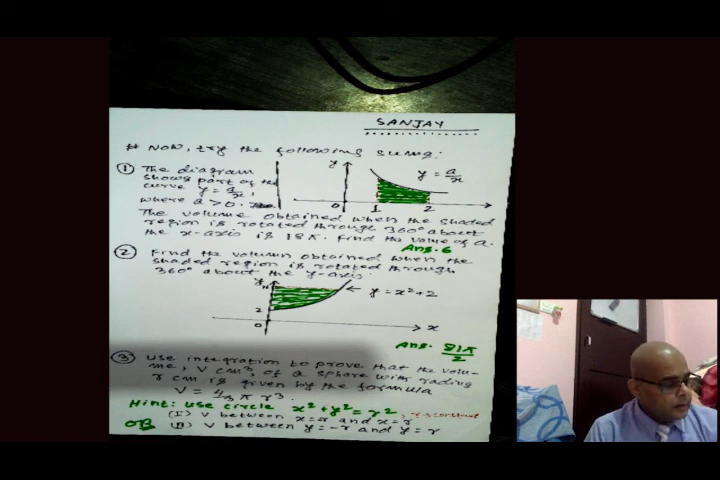 SANJAY
# Now, try the following sums:
① The diagram
shows part of the
curve y = a/x,
where a > 0.
The volume obtained when the shaded
region is rotated through 360° about
the x-axis is 18π. Find the value of a.
Ans. 6
y
y = a/x
0 1 2 x
② Find the volumn obtained when the
shaded region is rotated through
360° about the y-axis.
y
y = x²+2
2
0
x
Ans. 81π/2
③ Use integration to prove that the volu-
me, V cm³, of a sphere with radius
r cm is given by the formula
V = 4/3 π r³.
Hint: Use circle x²+y²=r², r→constant
(I) V between x=-r and x=r
OR (II) V between y=-r and y=r